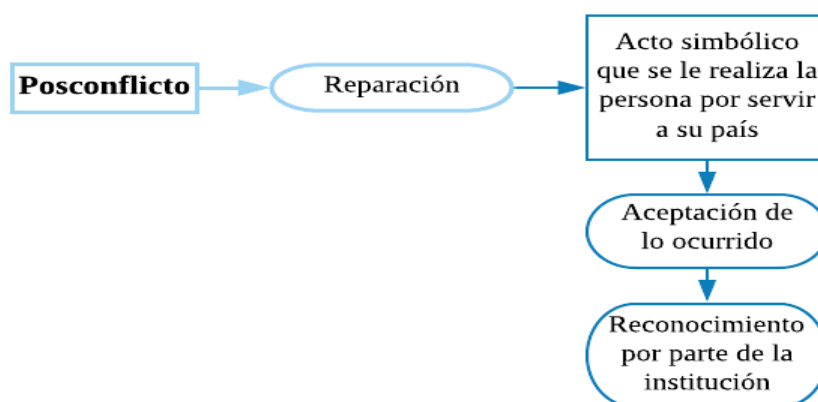 Posconflicto
Reparación
Acto simbólico
que se le realiza la
persona por servir
a su país
Aceptación de
lo ocurrido
Reconocimiento
por parte de la
institución